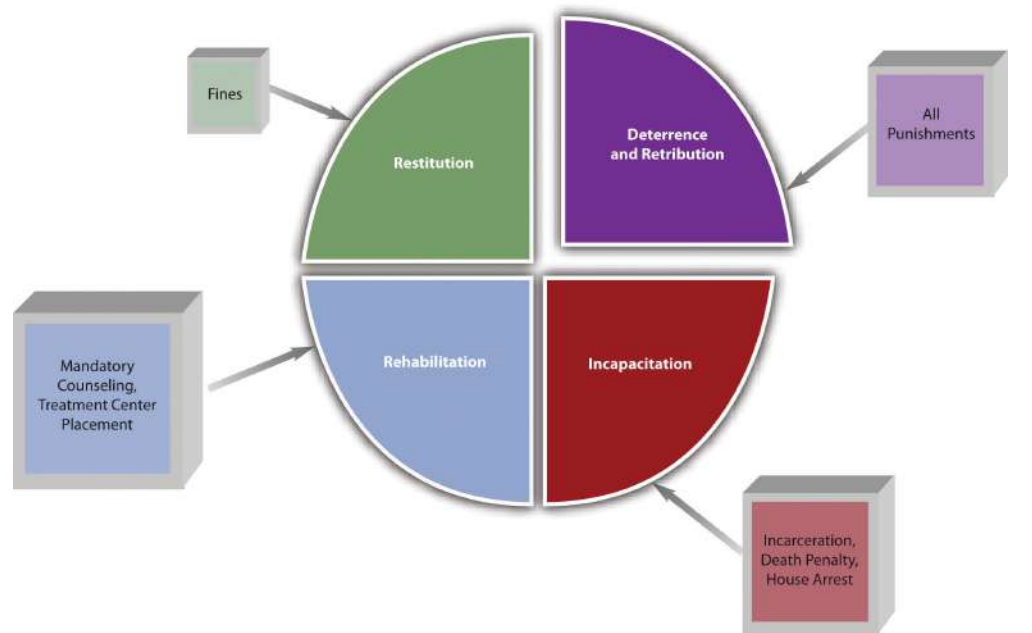 Fines
Restitution
Deterrence
and Retribution
All
Punishments
Mandatory
Counseling,
Treatment Center
Placement
Rehabilitation
Incapacitation
Incarceration,
Death Penalty,
House Arrest